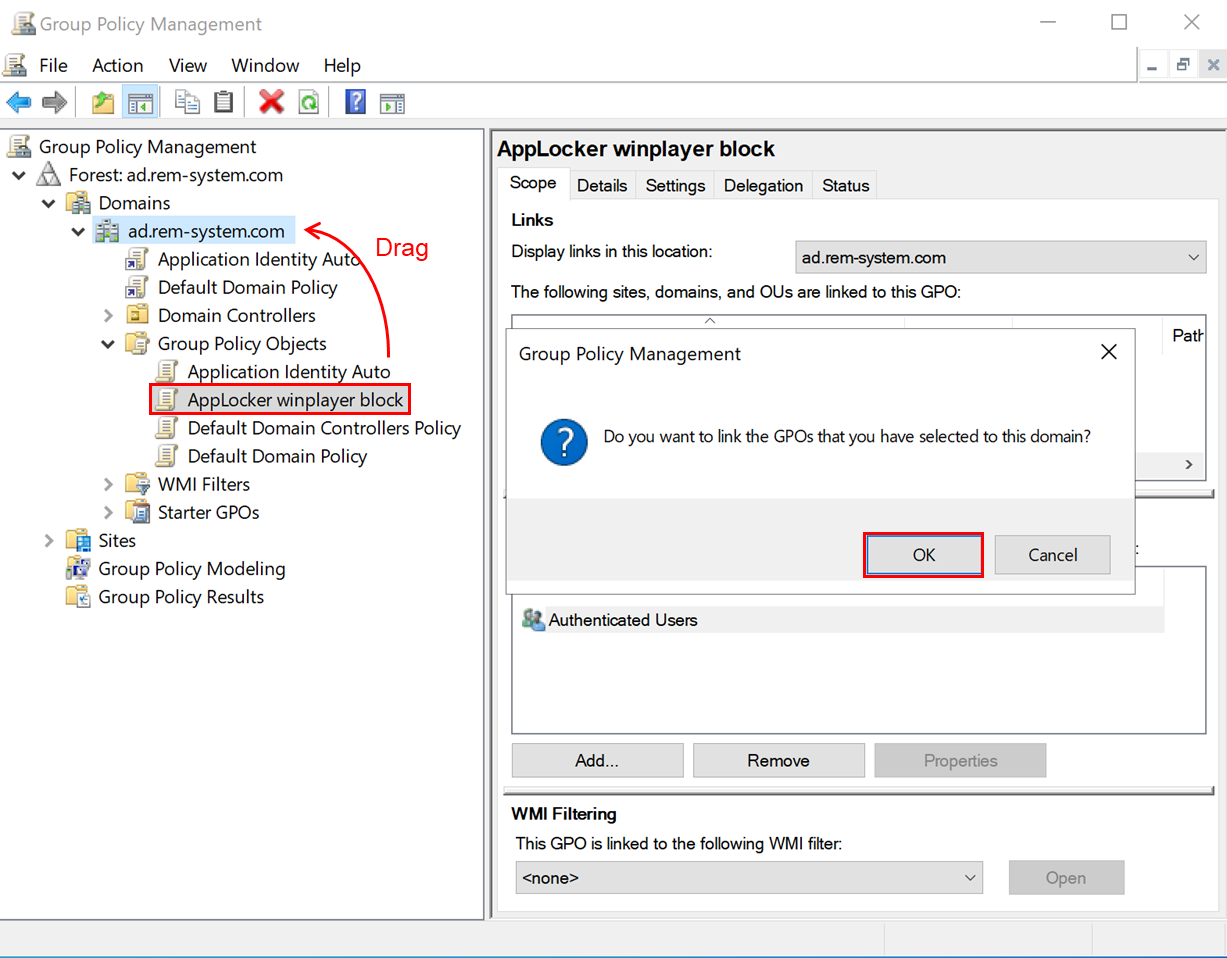 Group Policy Management
File Action View Window Help
Group Policy Management
Forest: ad.rem-system.com
Domains
ad.rem-system.com
Drag
Application Identity Auto
Default Domain Policy
Domain Controllers
Group Policy Objects
Application Identity Auto
AppLocker winplayer block
Default Domain Controllers Policy
Default Domain Policy
WMI Filters
Starter GPOs
Sites
Group Policy Modeling
Group Policy Results
AppLocker winplayer block
Scope Details Settings Delegation Status
Links
Display links in this location: ad.rem-system.com
The following sites, domains, and OUs are linked to this GPO:
Path
Group Policy Management
Do you want to link the GPOs that you have selected to this domain?
OK Cancel
Authenticated Users
Add... Remove Properties
WMI Filtering
This GPO is linked to the following WMI filter:
<none> Open